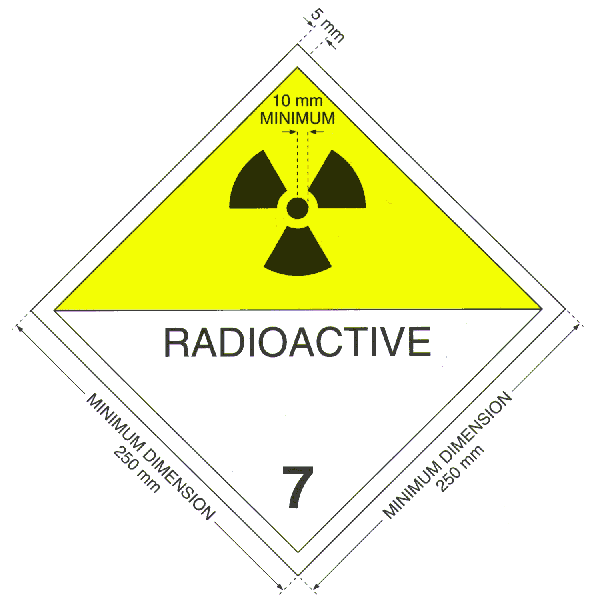 5 mm
10 mm
MINIMUM
RADIOACTIVE
MINIMUM DIMENSION
250 mm
MINIMUM DIMENSION
250 mm
7